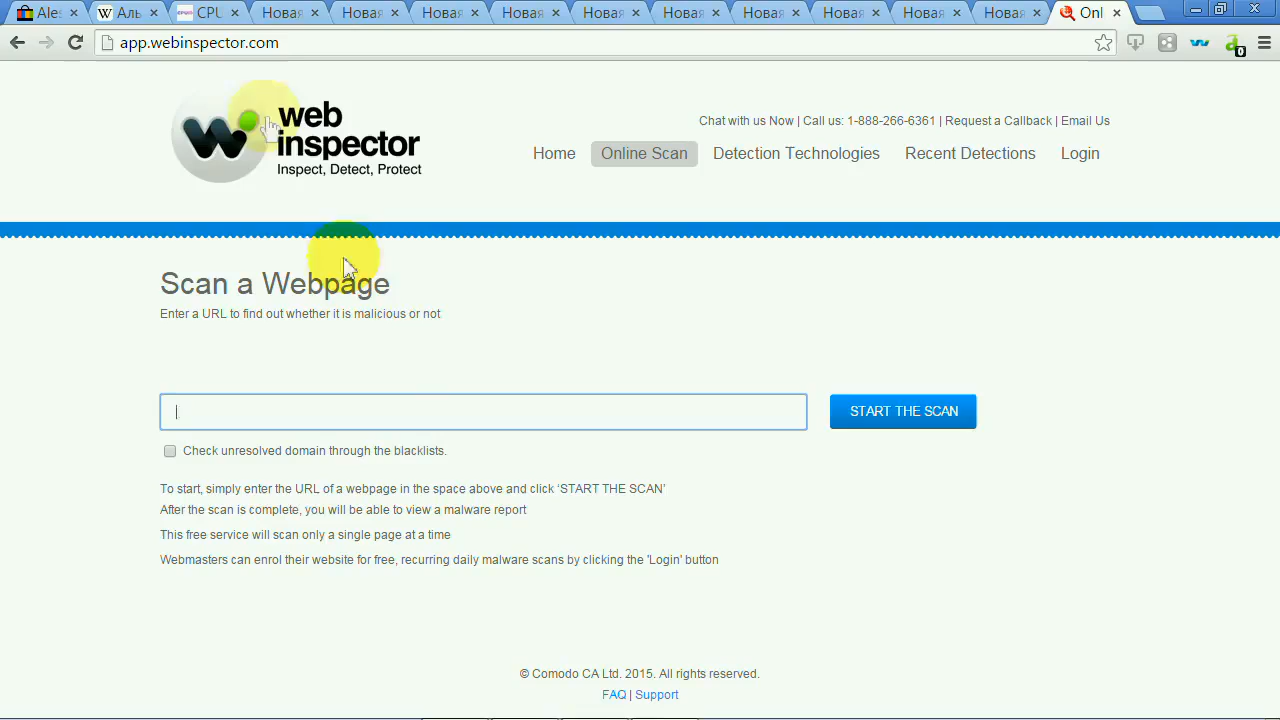 Ale
Аль
CPU
Новая
Новая
Новая
Новая
Новая
Новая
Новая
Новая
Новая
Новая
Onl
app.webinspector.com
0
web
inspector
Inspect, Detect, Protect
Chat with us Now | Call us: 1-888-266-6361 | Request a Callback | Email Us
Home Online Scan Detection Technologies Recent Detections Login
Scan a Webpage
Enter a URL to find out whether it is malicious or not
START THE SCAN
Check unresolved domain through the blacklists.
To start, simply enter the URL of a webpage in the space above and click ‘START THE SCAN’
After the scan is complete, you will be able to view a malware report
This free service will scan only a single page at a time
Webmasters can enrol their website for free, recurring daily malware scans by clicking the 'Login' button
© Comodo CA Ltd. 2015. All rights reserved.
FAQ | Support